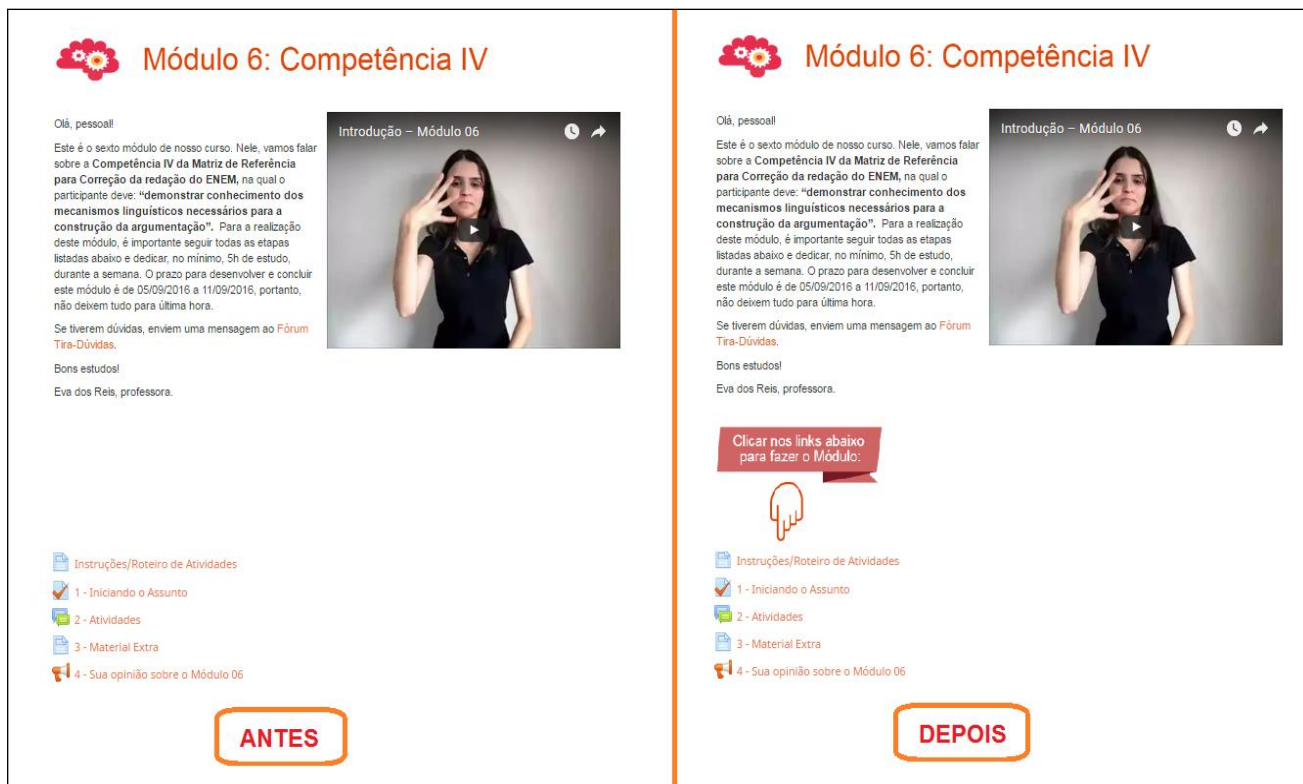 Módulo 6: Competência IV
Olá, pessoal!
Este é o sexto módulo de nosso curso. Nele, vamos falar
sobre a Competência IV da Matriz de Referência
para Correção da redação do ENEM, na qual o
participante deve: “demonstrar conhecimento dos
mecanismos linguísticos necessários para a
construção da argumentação”. Para a realização
deste módulo, é importante seguir todas as etapas
listadas abaixo e dedicar, no mínimo, 5h de estudo,
durante a semana. O prazo para desenvolver e concluir
este módulo é de 05/09/2016 a 11/09/2016, portanto,
não deixem tudo para última hora.
Se tiverem dúvidas, enviem uma mensagem ao Fórum
Tira-Dúvidas.
Bons estudos!
Eva dos Reis, professora.
Introdução – Módulo 06
Instruções/Roteiro de Atividades
1 - Iniciando o Assunto
2 - Atividades
3 - Material Extra
4 - Sua opinião sobre o Módulo 06
ANTES
Módulo 6: Competência IV
Olá, pessoal!
Este é o sexto módulo de nosso curso. Nele, vamos falar
sobre a Competência IV da Matriz de Referência
para Correção da redação do ENEM, na qual o
participante deve: “demonstrar conhecimento dos
mecanismos linguísticos necessários para a
construção da argumentação”. Para a realização
deste módulo, é importante seguir todas as etapas
listadas abaixo e dedicar, no mínimo, 5h de estudo,
durante a semana. O prazo para desenvolver e concluir
este módulo é de 05/09/2016 a 11/09/2016, portanto,
não deixem tudo para última hora.
Se tiverem dúvidas, enviem uma mensagem ao Fórum
Tira-Dúvidas.
Bons estudos!
Eva dos Reis, professora.
Introdução – Módulo 06
Clicar nos links abaixo
para fazer o Módulo:
Instruções/Roteiro de Atividades
1 - Iniciando o Assunto
2 - Atividades
3 - Material Extra
4 - Sua opinião sobre o Módulo 06
DEPOIS